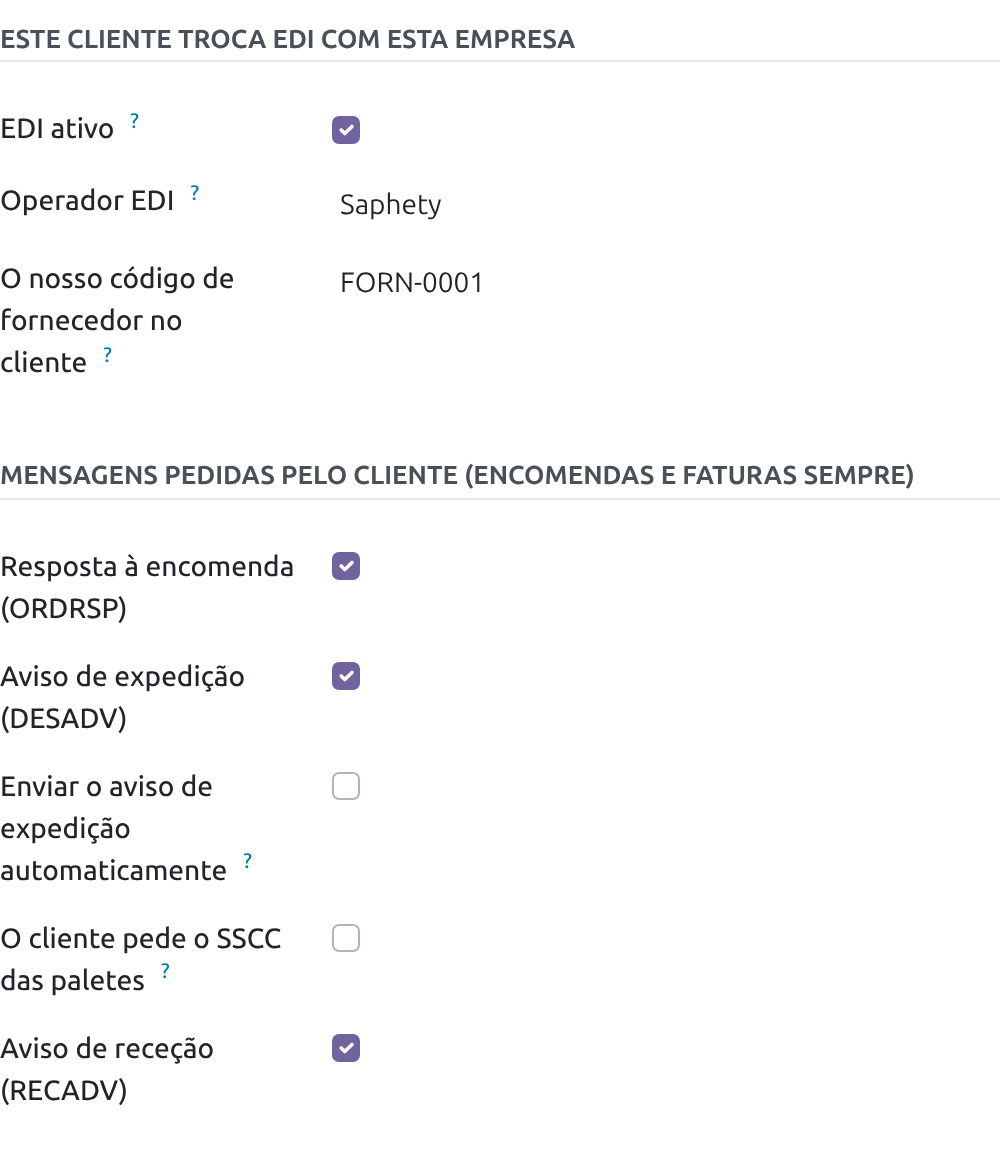 ESTE CLIENTE TROCA EDI COM ESTA EMPRESA
EDI ativo ?
Operador EDI ? Saphety
O nosso código de FORN-0001
fornecedor no
cliente ?
MENSAGENS PEDIDAS PELO CLIENTE (ENCOMENDAS E FATURAS SEMPRE)
Resposta à encomenda
(ORDRSP)
Aviso de expedição
(DESADV)
Enviar o aviso de
expedição
automaticamente ?
O cliente pede o SSCC
das paletes ?
Aviso de receção
(RECADV)